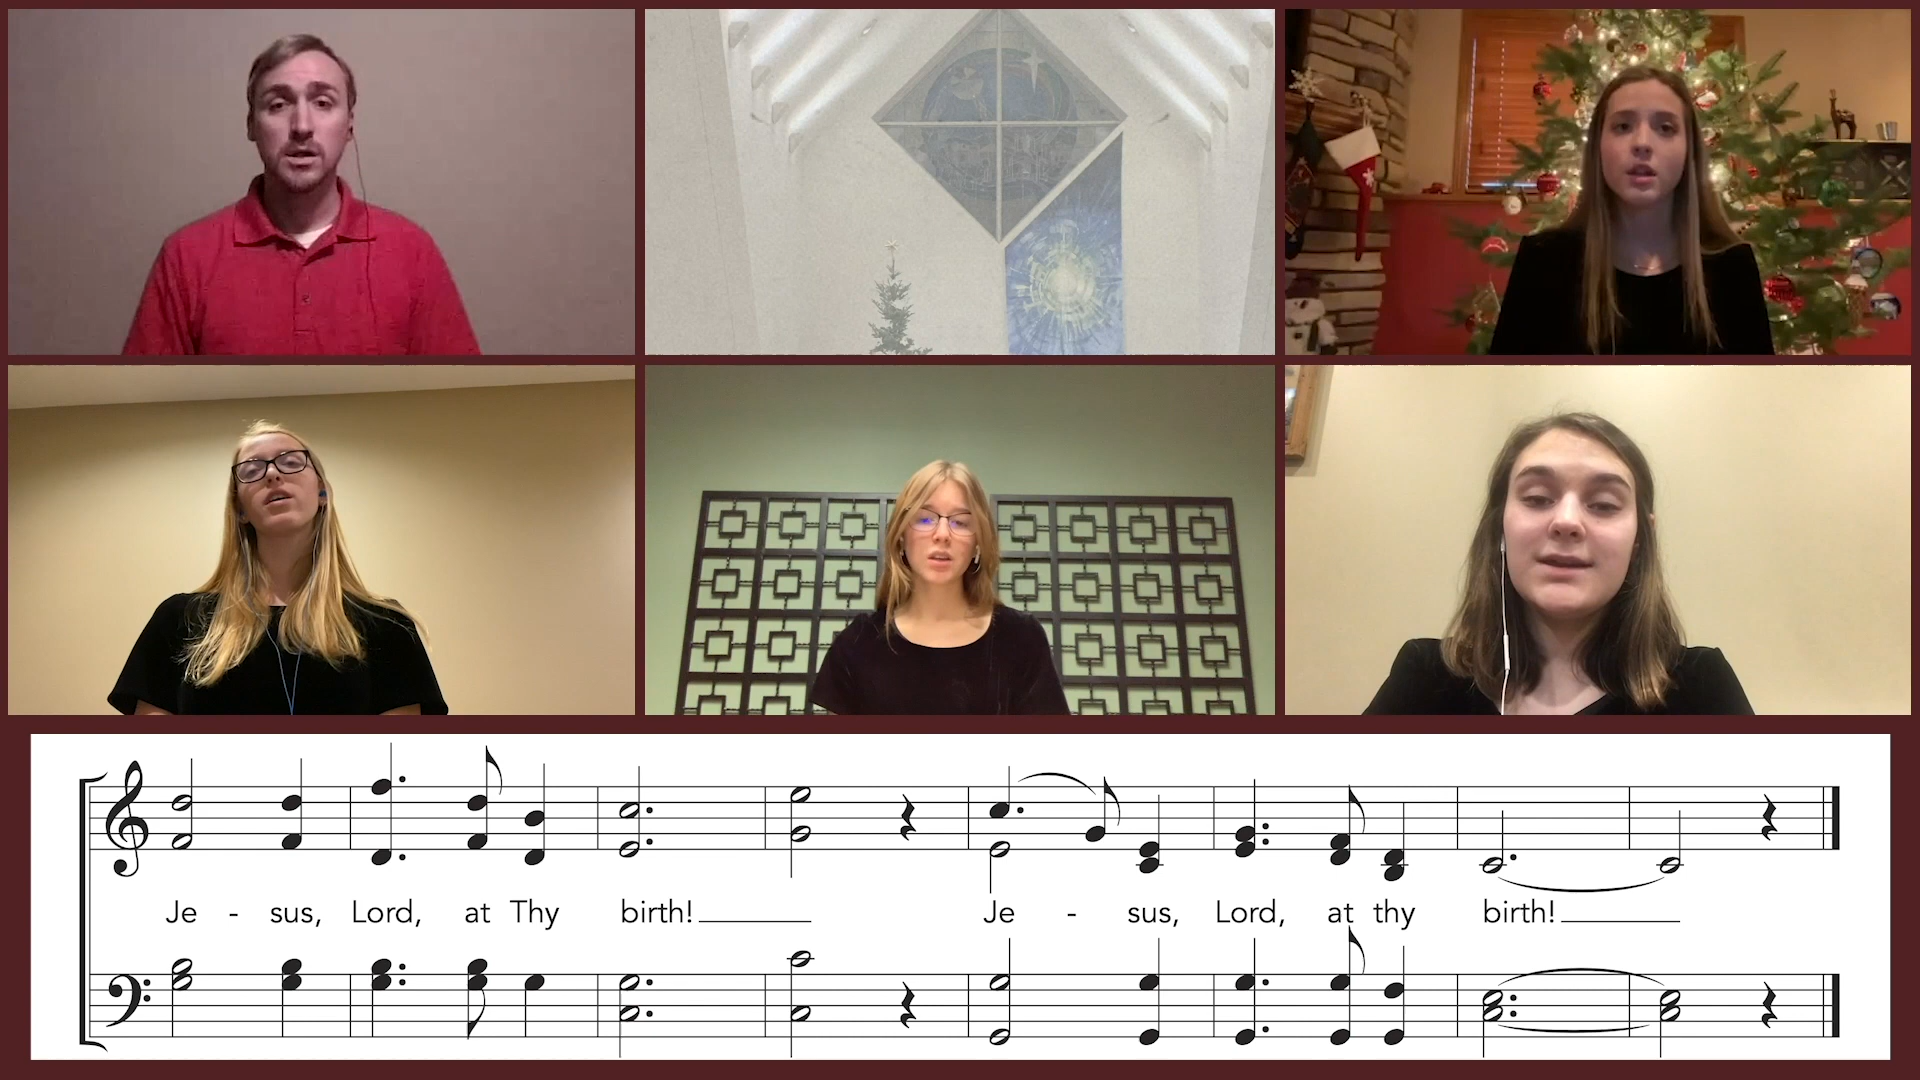 Je - sus, Lord, at Thy birth! Je - sus, Lord, at thy birth!